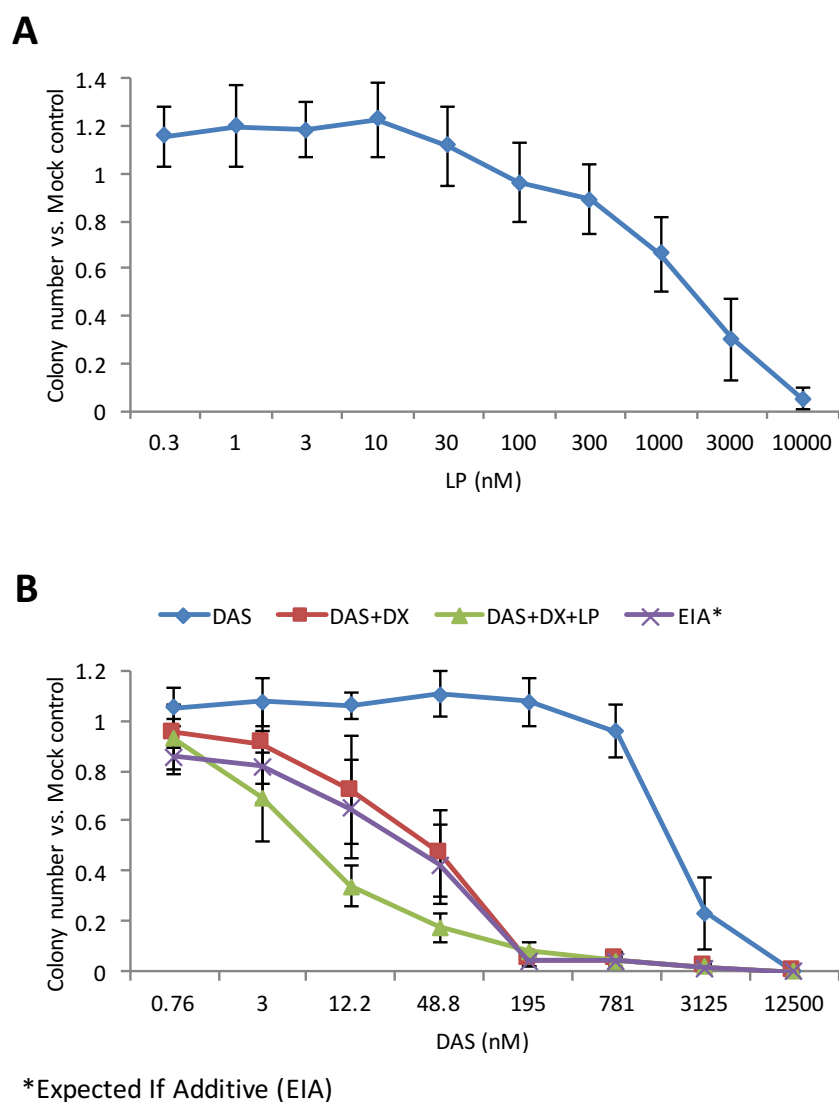 A
Colony number vs. Mock control
1.4
1.2
1
0.8
0.6
0.4
0.2
0
0.3 1 3 10 30 100 300 1000 3000 10000
LP (nM)
B
DAS DAS+DX DAS+DX+LP EIA*
Colony number vs. Mock control
1.2
1
0.8
0.6
0.4
0.2
0
0.76 3 12.2 48.8 195 781 3125 12500
DAS (nM)
*Expected If Additive (EIA)